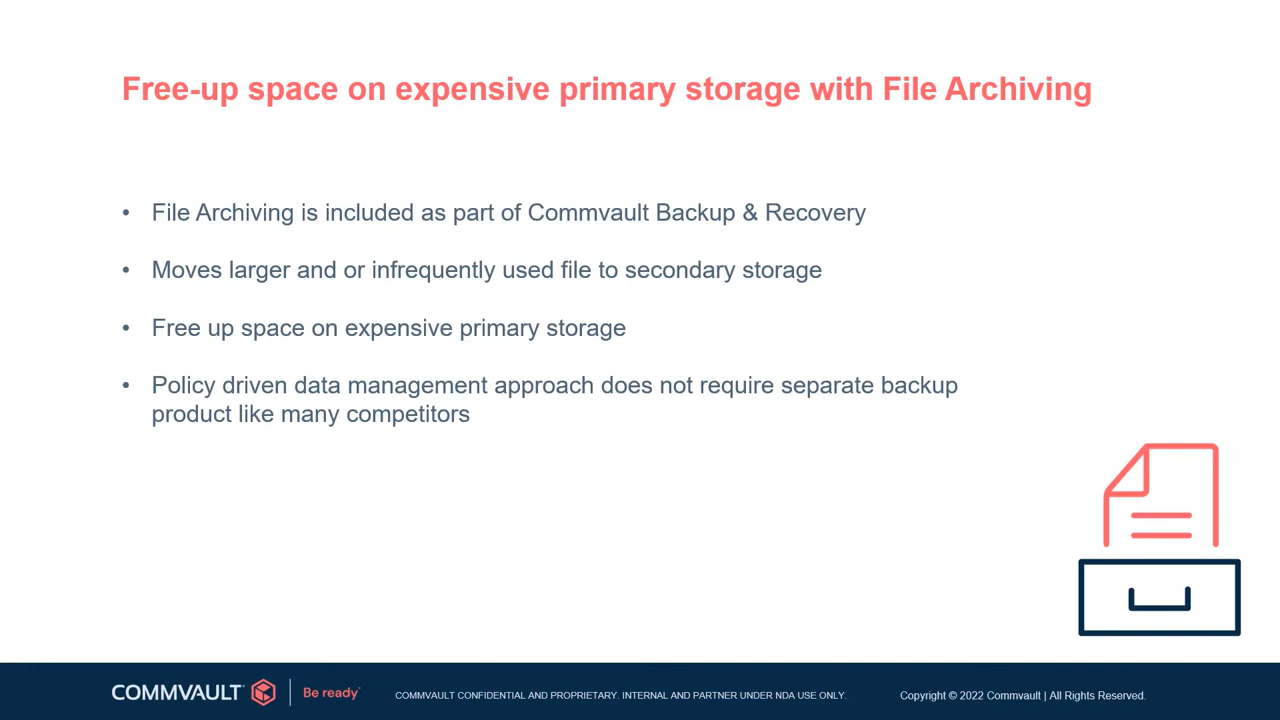 Free-up space on expensive primary storage with File Archiving
• File Archiving is included as part of Commvault Backup & Recovery
• Moves larger and or infrequently used file to secondary storage
• Free up space on expensive primary storage
• Policy driven data management approach does not require separate backup
product like many competitors
COMMVAULT Be ready COMMVAULT CONFIDENTIAL AND PROPRIETARY. INTERNAL AND PARTNER UNDER NDA USE ONLY. Copyright © 2022 Commvault | All Rights Reserved.